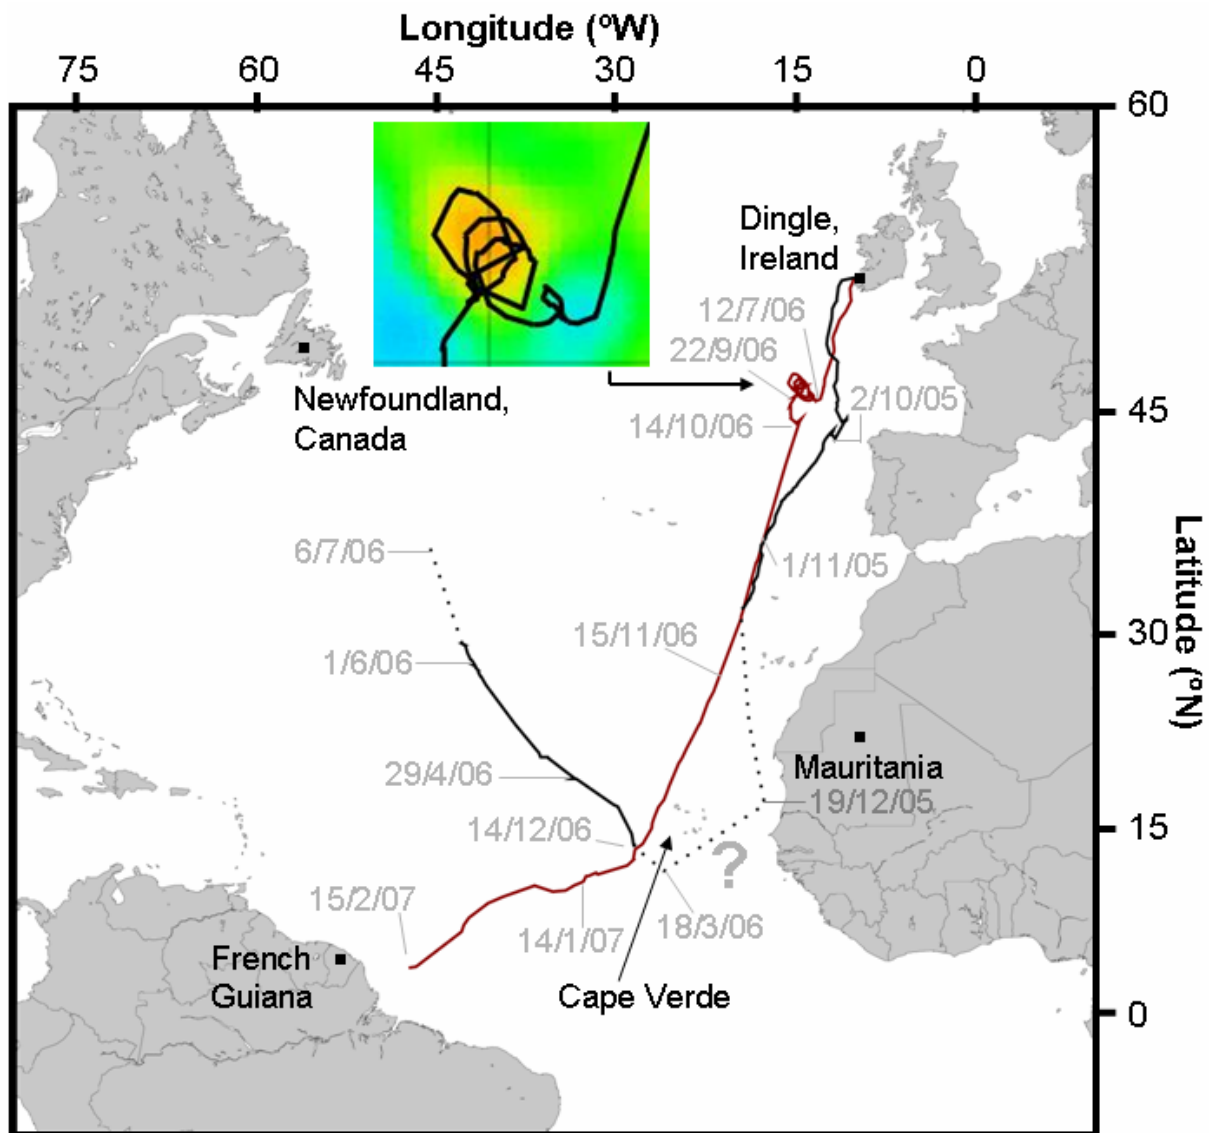 Longitude (ºW)
75
60
45
30
15
0
60
Dingle,
Ireland
12/7/06
22/9/06
Newfoundland,
Canada
2/10/05
45
14/10/06
6/7/06
1/11/05
Latitude (ºN)
15/11/06
30
1/6/06
Mauritania
29/4/06
19/12/05
14/12/06
15
?
15/2/07
18/3/06
14/1/07
French
Guiana
Cape Verde
0